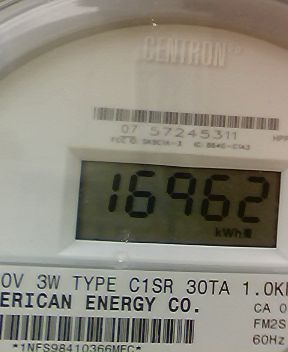 CENTRON
07 57245311
16962
kWh
0V 3W TYPE C1SR 30TA 1.0K
ERICAN ENERGY CO.
CA 0
FM2S
60Hz
*1NFS98410366MEC*